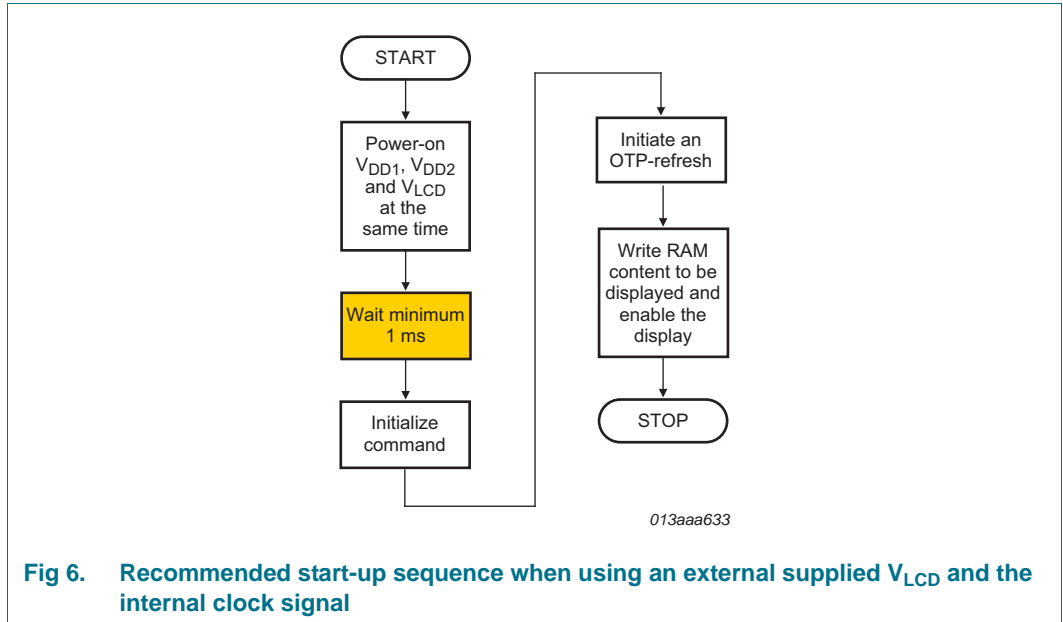 START
Power-on
VDD1, VDD2
and VLCD
at the
same time
Wait minimum
1 ms
Initialize
command
Initiate an
OTP-refresh
Write RAM
content to be
displayed and
enable the
display
STOP
013aaa633
Fig 6. Recommended start-up sequence when using an external supplied VLCD and the
internal clock signal